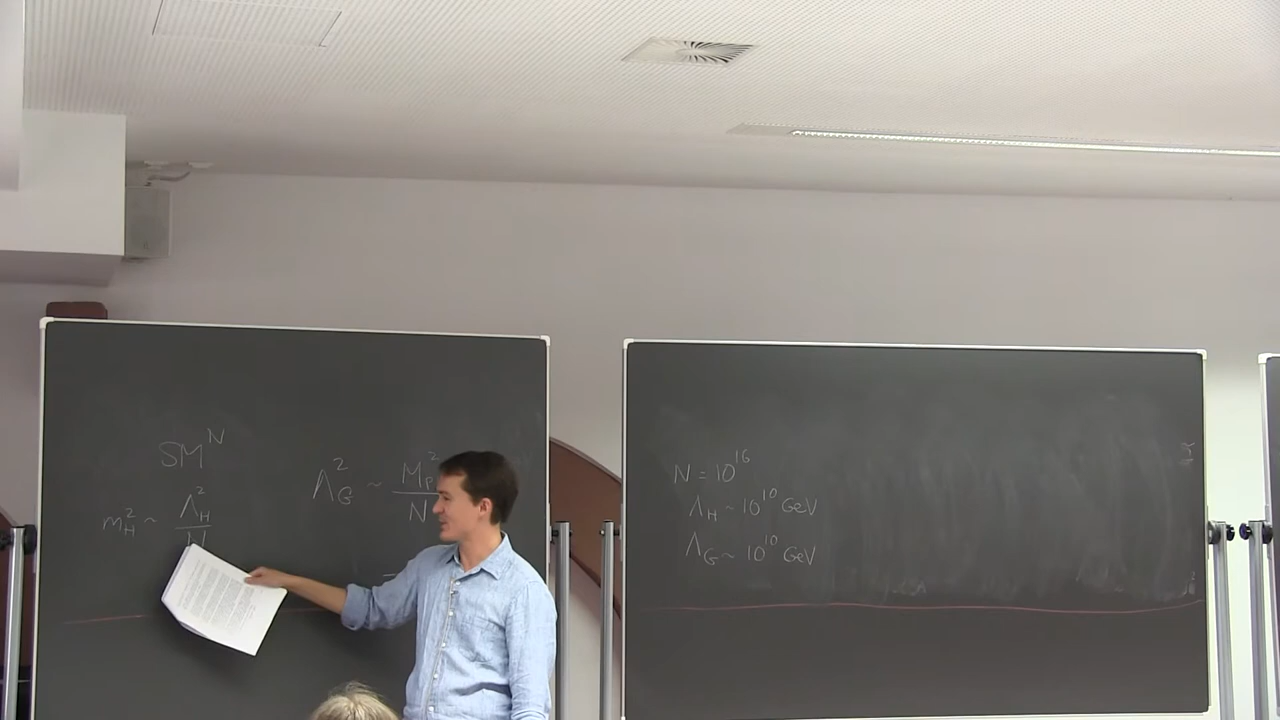 SM^N
m_H^2 ~ Λ_H^2 / N
Λ_G^2 ~ M_P^2 / N
N = 10^16
Λ_H ~ 10^10 GeV
Λ_G ~ 10^10 GeV